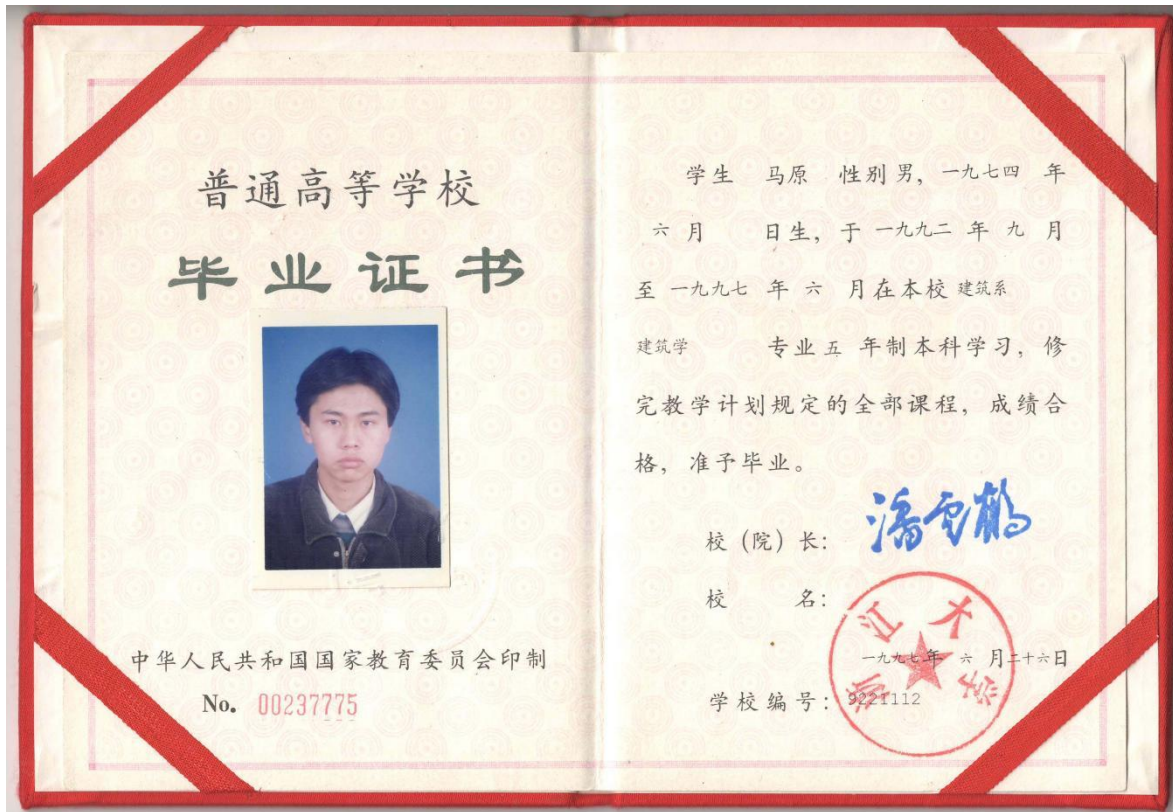 普通高等学校
毕业证书
中华人民共和国国家教育委员会印制
No. 00237775
学生 马原 性别 男, 一九七四 年
六 月 日生, 于 一九九二 年 九 月
至 一九九七 年 六 月在本校 建筑系
建筑学 专业 五 年制本科学习, 修
完教学计划规定的全部课程, 成绩合
格, 准予毕业。
校 (院) 长: 潘云鹤
校 名:
浙江大学
一九九七 年 六 月二十六日
学校编号: 9221112